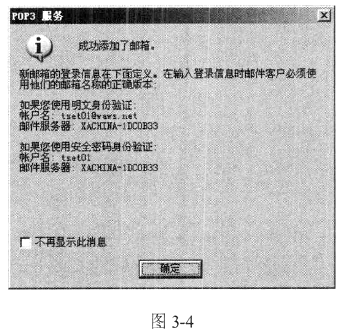 POP3 服务
成功添加了邮箱。
新邮箱的登录信息在下面定义。在输入登录信息时邮件客户必须使
用他们的邮箱名称的正确版本:
如果您使用明文身份验证:
帐户名: txet01@vaws.net
邮件服务器: XACHINA-1DC0B33
如果您使用安全密码身份验证:
帐户名: tset01
邮件服务器: XACHINA-1DC0B33
不再显示此消息
确定
图 3-4